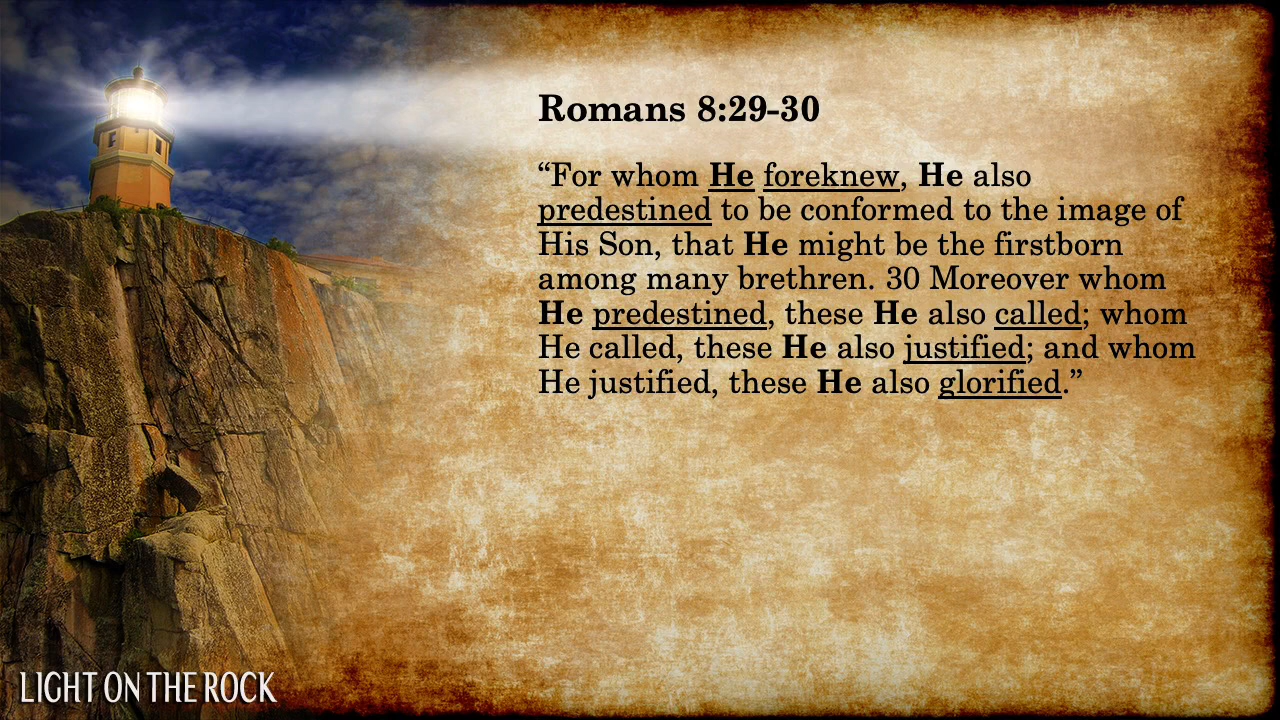 Romans 8:29-30
“For whom He foreknew, He also
predestined to be conformed to the image of
His Son, that He might be the firstborn
among many brethren. 30 Moreover whom
He predestined, these He also called; whom
He called, these He also justified; and whom
He justified, these He also glorified.”
LIGHT ON THE ROCK